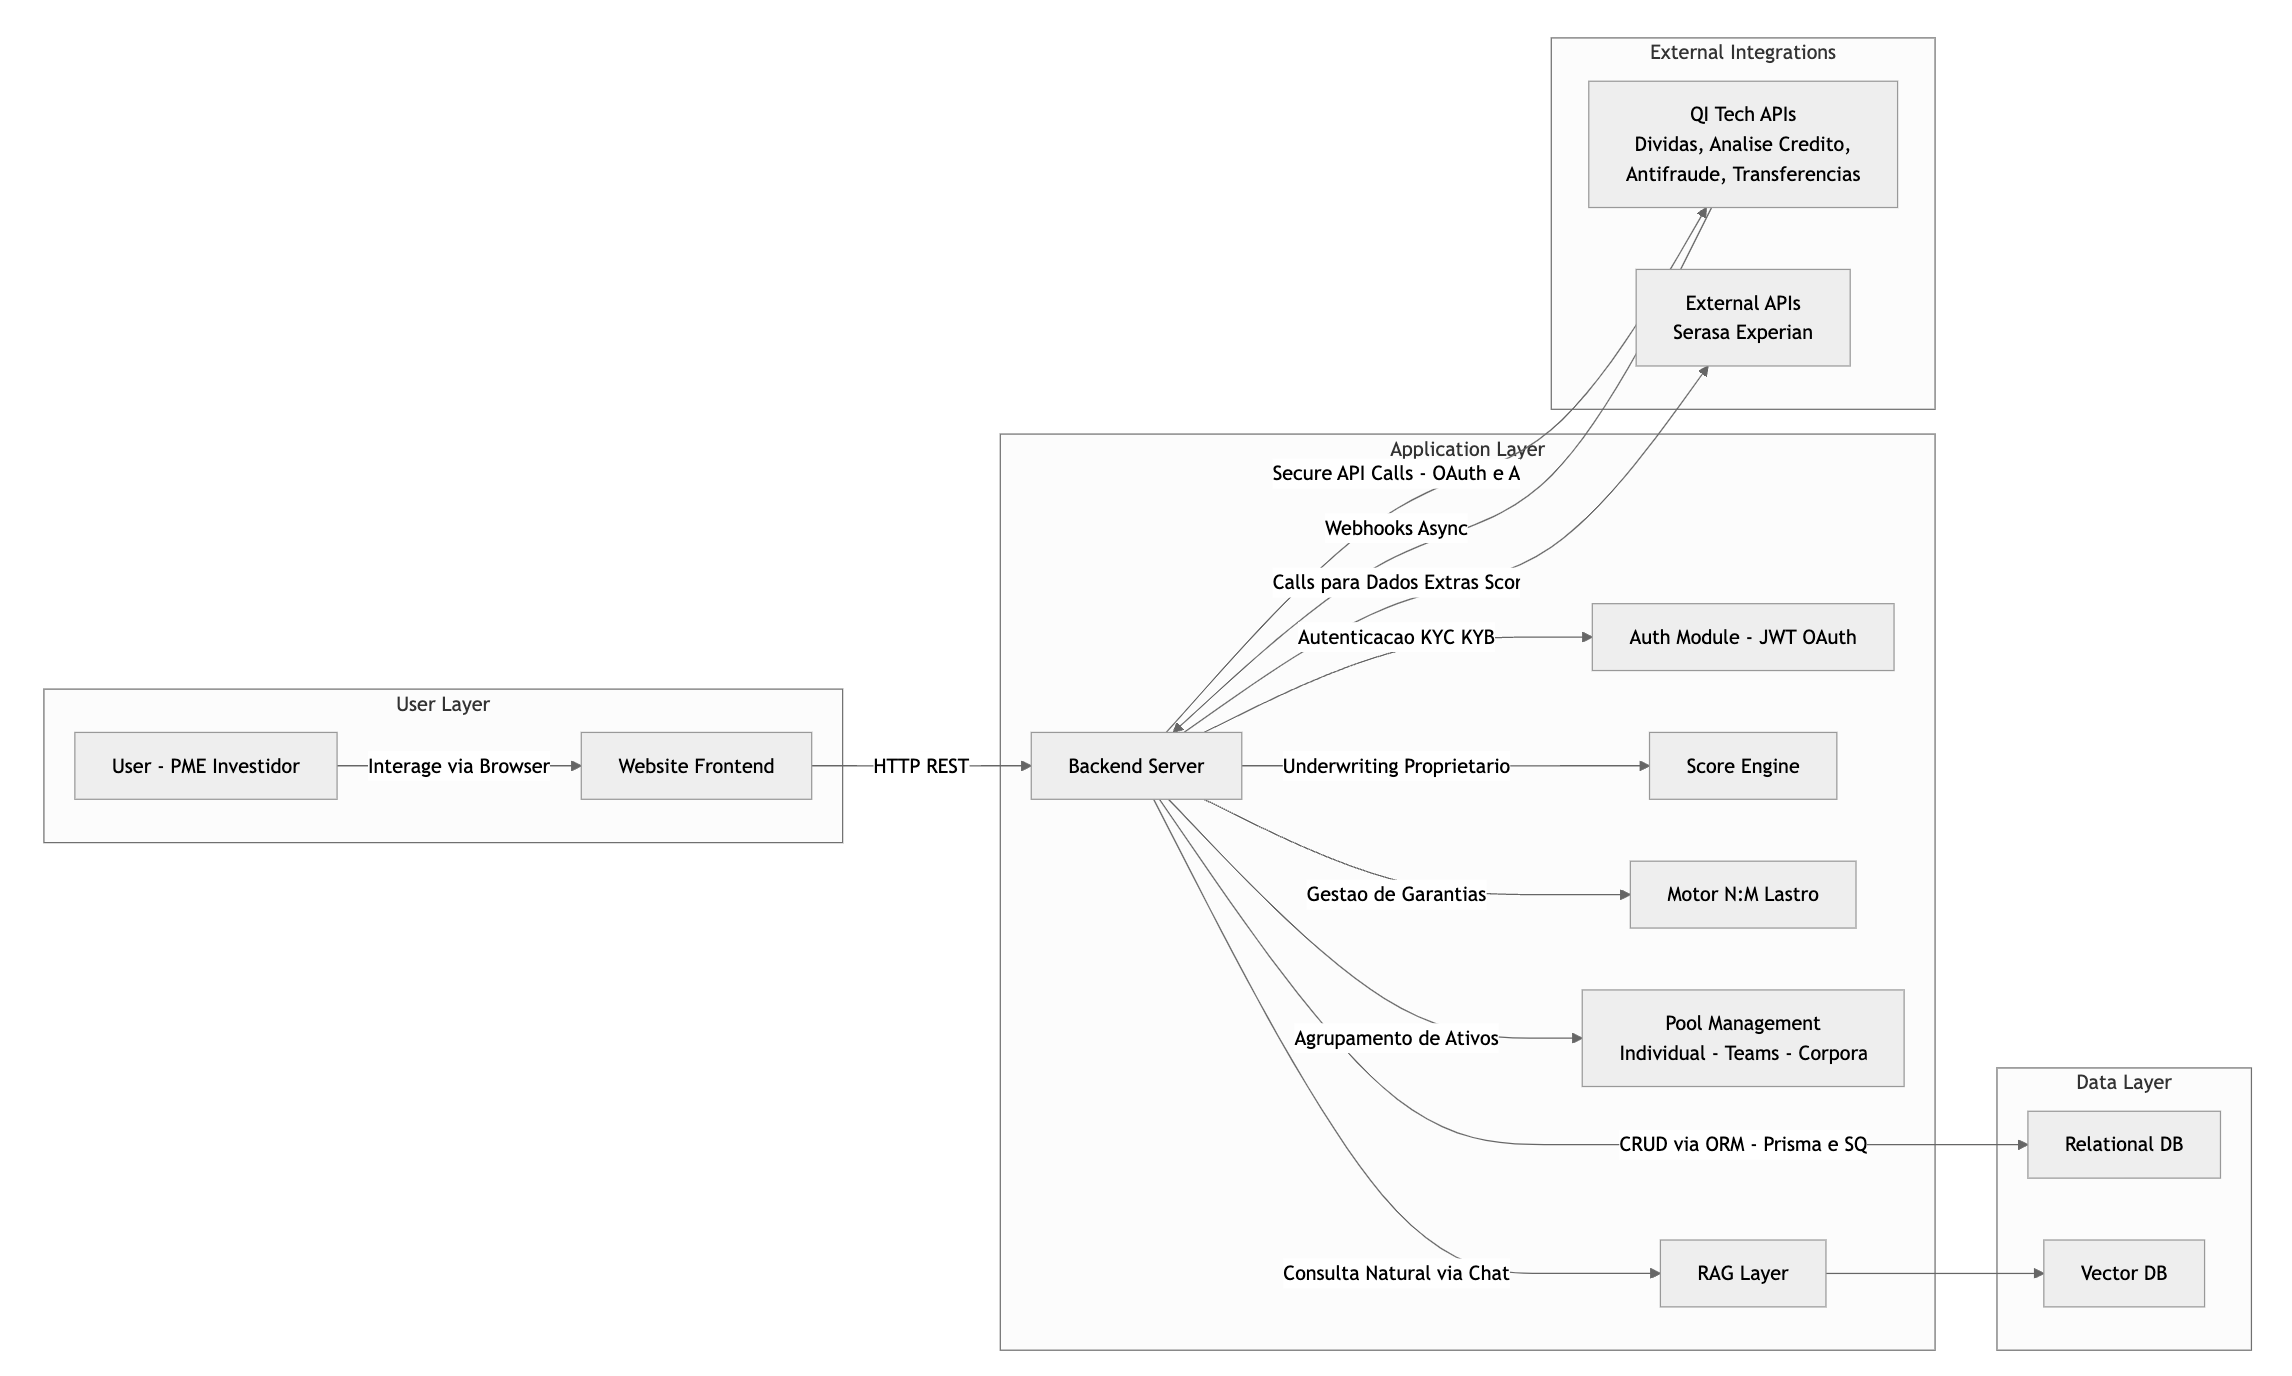 External Integrations
QI Tech APIs
Dividas, Analise Credito,
Antifraude, Transferencias
External APIs
Serasa Experian
Application Layer
Secure API Calls - OAuth e A
Webhooks Async
Calls para Dados Extras Scor
Autenticacao KYC KYB
Auth Module - JWT OAuth
User Layer
User - PME Investidor
Interage via Browser
Website Frontend
HTTP REST
Backend Server
Underwriting Proprietario
Score Engine
Gestao de Garantias
Motor N:M Lastro
Agrupamento de Ativos
Pool Management
Individual - Teams - Corpora
Data Layer
CRUD via ORM - Prisma e SQ
Relational DB
Consulta Natural via Chat
RAG Layer
Vector DB